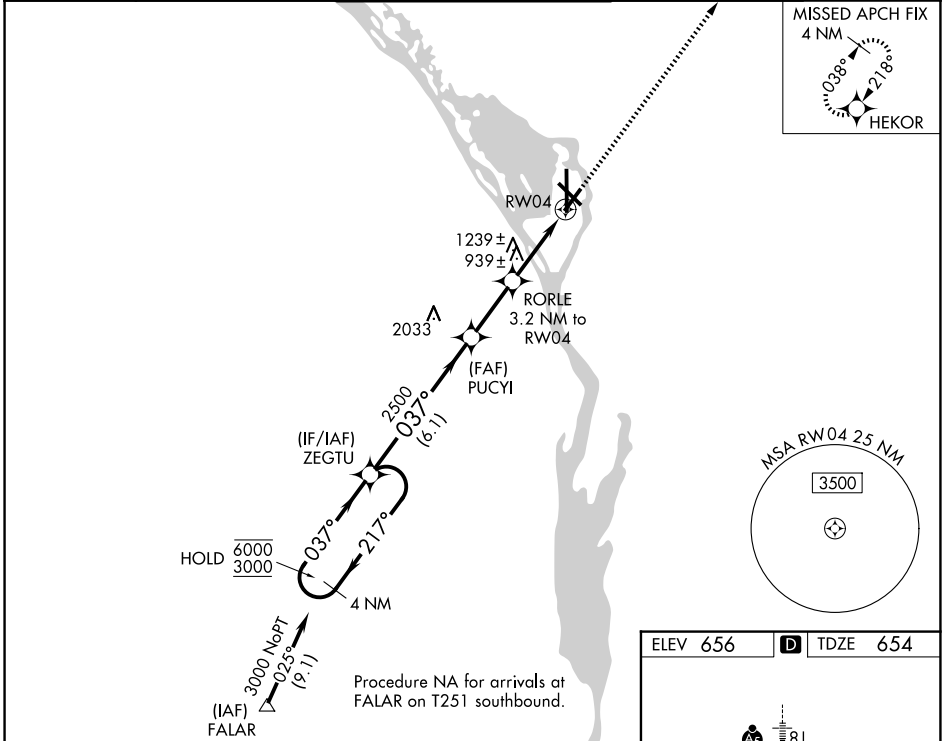 MISSED APCH FIX
4 NM
038°
218°
HEKOR
RW04
1239 ±
939 ±
RORLE
3.2 NM to
RW04
2033
(FAF)
PUCYI
2500
037°
(6.1)
(IF/IAF)
ZEGTU
MSA RW04 25 NM
3500
037°
217°
HOLD
6000
3000
4 NM
3000 NoPT
025°
(9.1)
(IAF)
FALAR
Procedure NA for arrivals at
FALAR on T251 southbound.
ELEV 656
D
TDZE 654
A5
81